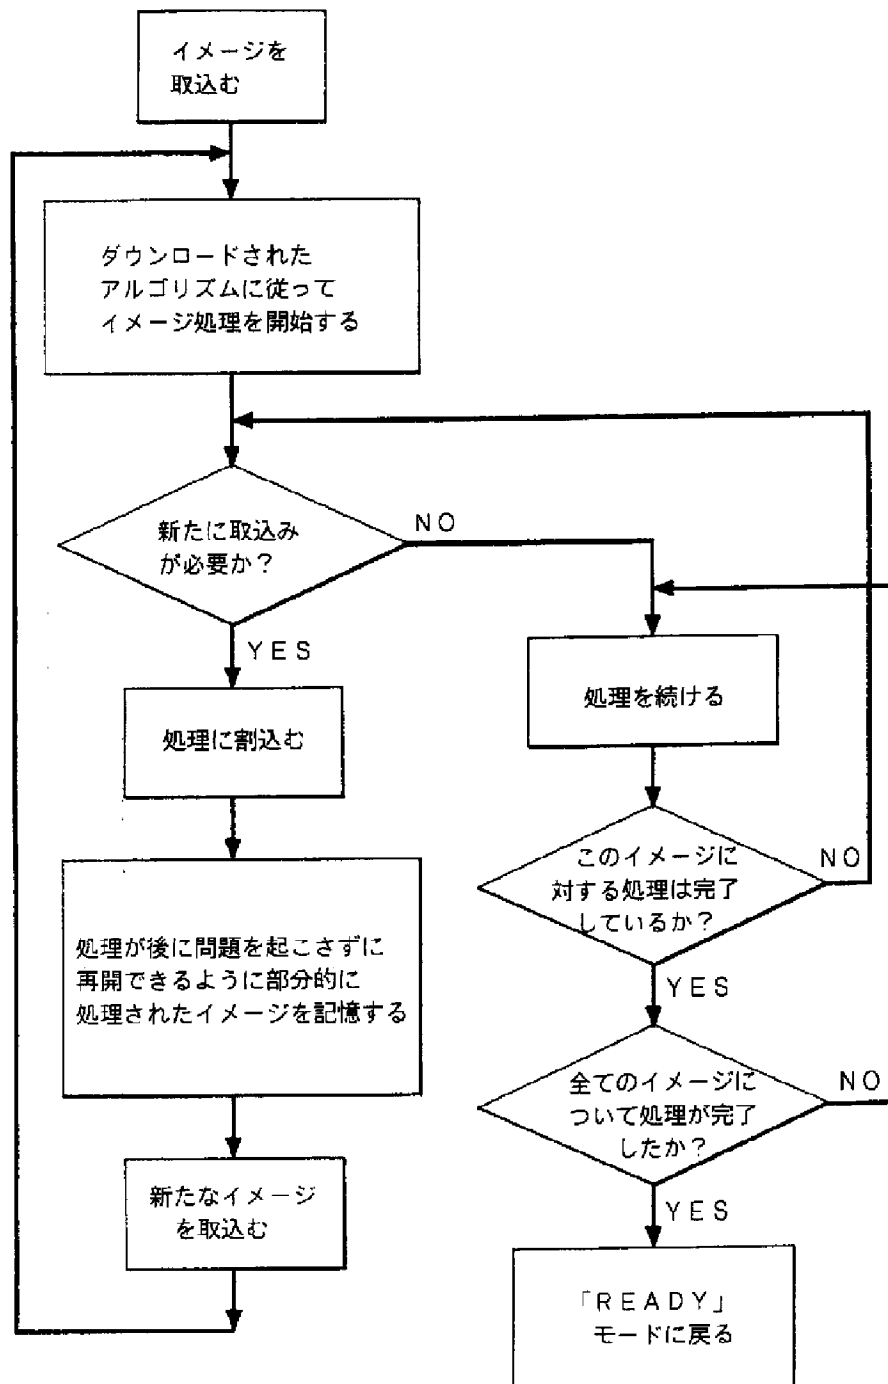 イメージを
取込む
ダウンロードされた
アルゴリズムに従って
イメージ処理を開始する
新たに取込み
が必要か?
NO
YES
処理に割込む
処理が後に問題を起こさずに
再開できるように部分的に
処理されたイメージを記憶する
新たなイメージ
を取込む
処理を続ける
このイメージに
対する処理は完了
しているか?
NO
YES
全てのイメージに
ついて処理が完了
したか?
NO
YES
「READY」
モードに戻る